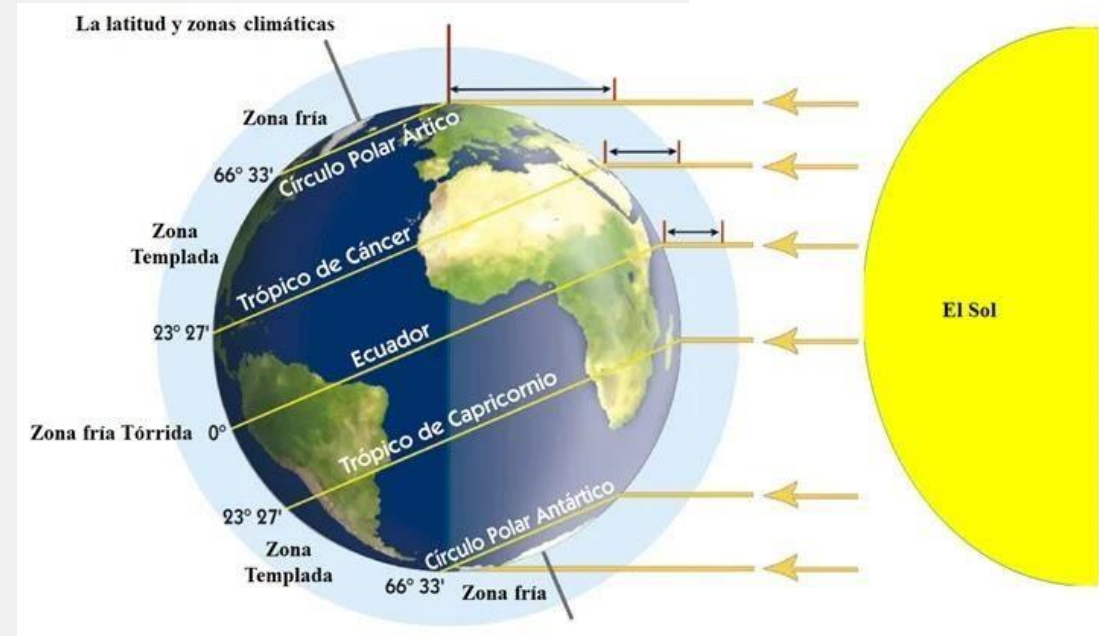 La latitud y zonas climáticas
Zona fría
Círculo Polar Ártico
66° 33'
Zona
Templada
Trópico de Cáncer
23° 27'
El Sol
Ecuador
Zona fría Tórrida 0°
Trópico de Capricornio
23° 27'
Zona
Templada
Círculo Polar Antártico
66° 33'
Zona fría